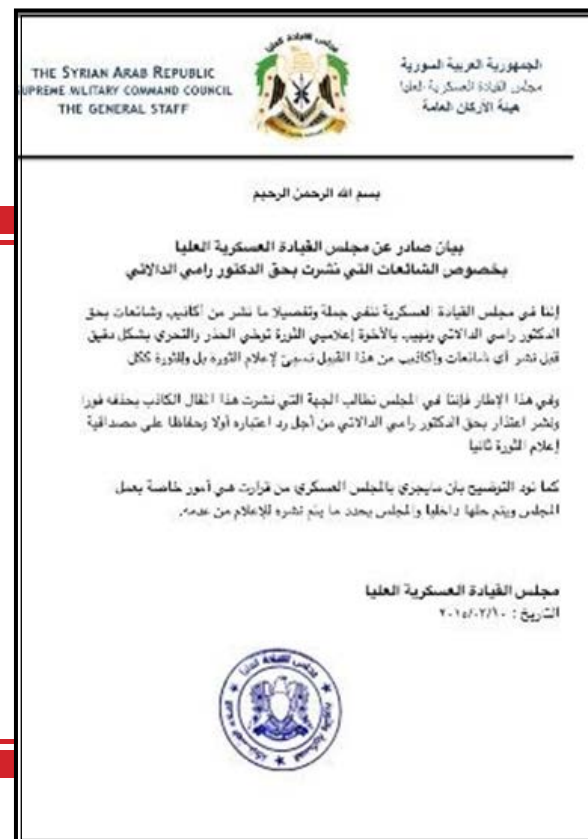 THE SYRIAN ARAB REPUBLIC
SUPREME MILITARY COMMAND COUNCIL
THE GENERAL STAFF
الجمهورية العربية السورية
مجلس القيادة العسكرية العليا
هيئة الأركان العامة
بسم الله الرحمن الرحيم
بيان صادر عن مجلس القيادة العسكرية العليا
بخصوص الشائعات التي نشرت بحق الدكتور رامي الدالاتي
إننا في مجلس القيادة العسكرية ننفي جملة وتفصيلا ما نشر من أكاذيب وشائعات بحق
الدكتور رامي الدالاتي ونهيب بالأخوة إعلاميي الثورة توخي الحذر والتحري بشكل دقيق
قبل نشر أي شائعات وأكاذيب من هذا القبيل تسيئ لإعلام الثورة بل وللثورة ككل
وفي هذا الإطار فإننا في المجلس نطالب الجهة التي نشرت هذا المقال الكاذب بحذفه فورا
ونشر اعتذار بحق الدكتور رامي الدالاتي من أجل رد اعتباره أولا وحفاظا على مصداقية
إعلام الثورة ثانيا
كما نود التوضيح بان مايجري بالمجلس العسكري من قرارت هي أمور خاصة بعمل
المجلس ويتم حلها داخليا والمجلس يحدد ما يتم نشره للإعلام من عدمه.
مجلس القيادة العسكرية العليا
التاريخ : ٢٠١٥/٠٢/١٠
مجلس القيادة العليا